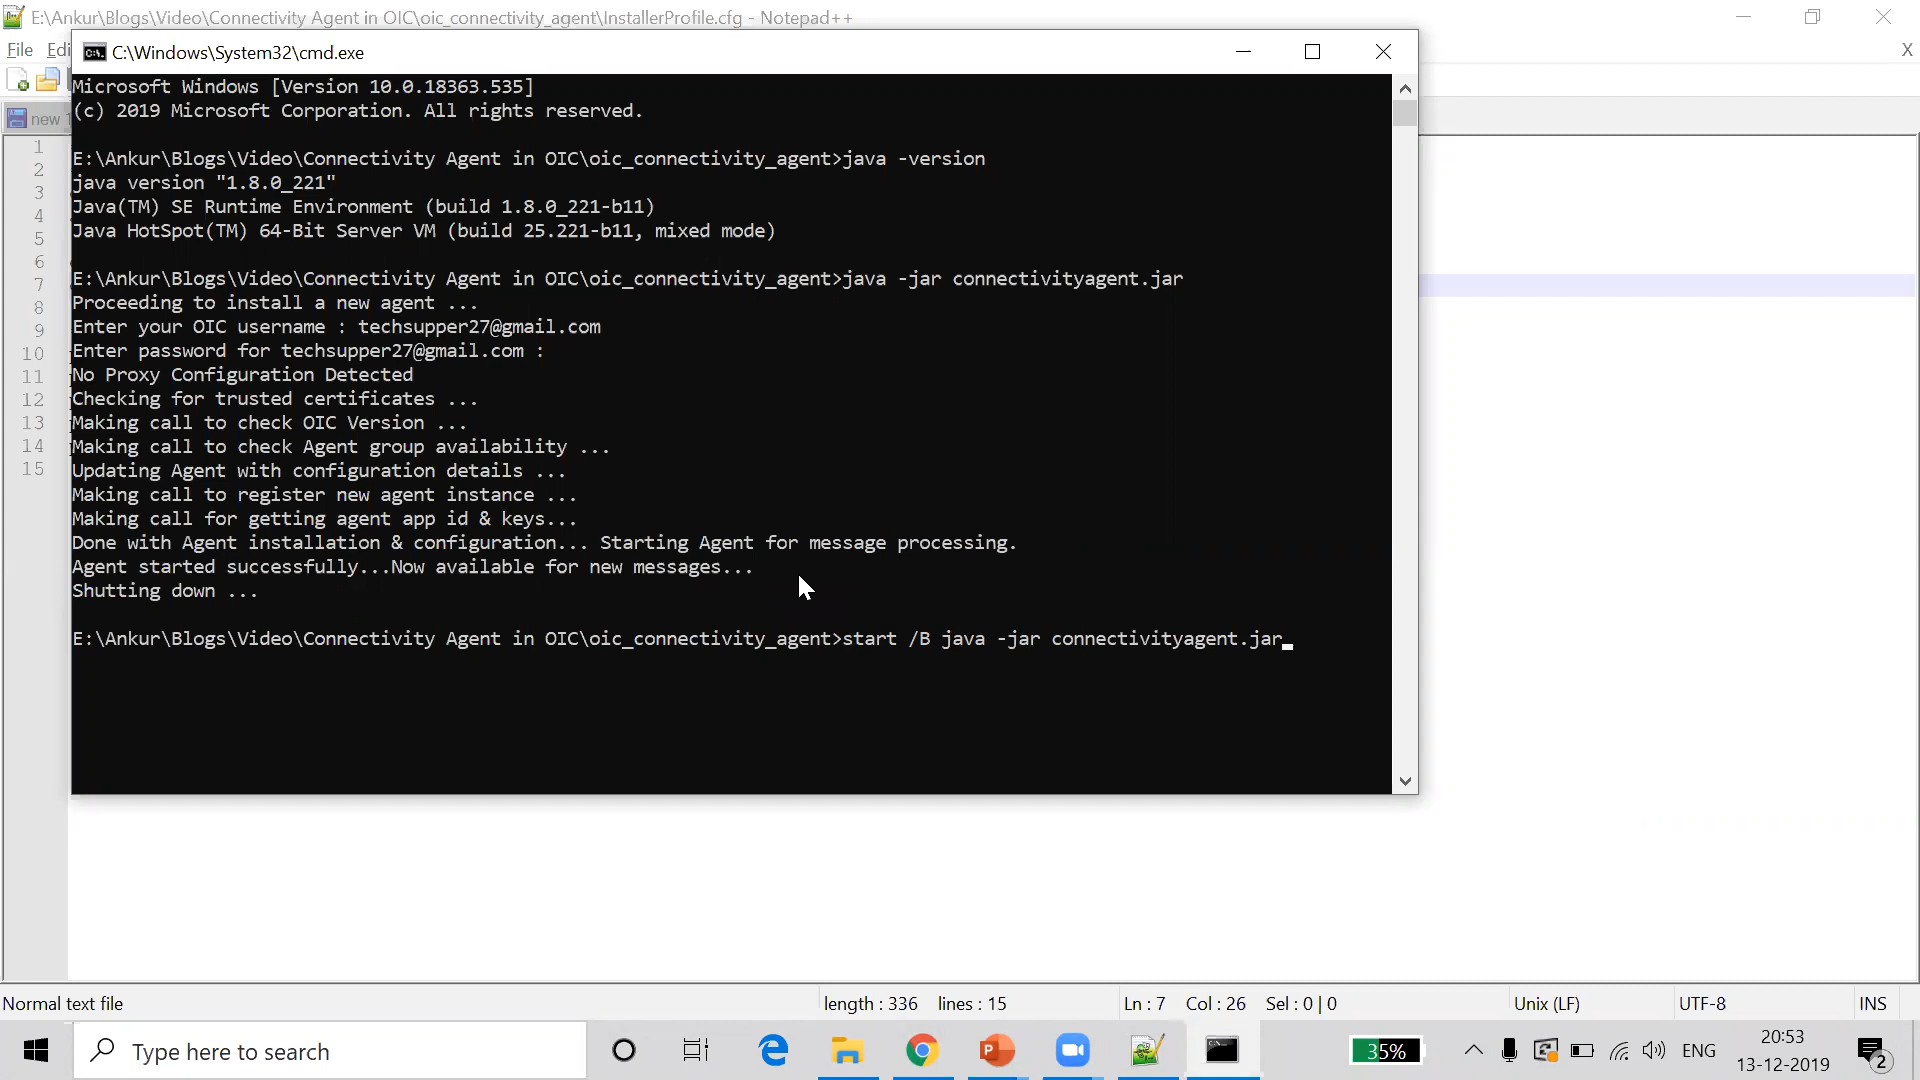 E:\Ankur\Blogs\Video\Connectivity Agent in OIC\oic_connectivity_agent\InstallerProfile.cfg - Notepad++
File Edi
X
C:\Windows\System32\cmd.exe
new 1
Microsoft Windows [Version 10.0.18363.535]
(c) 2019 Microsoft Corporation. All rights reserved.
E:\Ankur\Blogs\Video\Connectivity Agent in OIC\oic_connectivity_agent>java -version
java version "1.8.0_221"
Java(TM) SE Runtime Environment (build 1.8.0_221-b11)
Java HotSpot(TM) 64-Bit Server VM (build 25.221-b11, mixed mode)
E:\Ankur\Blogs\Video\Connectivity Agent in OIC\oic_connectivity_agent>java -jar connectivityagent.jar
Proceeding to install a new agent ...
Enter your OIC username : techsupper27@gmail.com
Enter password for techsupper27@gmail.com :
No Proxy Configuration Detected
Checking for trusted certificates ...
Making call to check OIC Version ...
Making call to check Agent group availability ...
Updating Agent with configuration details ...
Making call to register new agent instance ...
Making call for getting agent app id & keys...
Done with Agent installation & configuration... Starting Agent for message processing.
Agent started successfully...Now available for new messages...
Shutting down ...
E:\Ankur\Blogs\Video\Connectivity Agent in OIC\oic_connectivity_agent>start /B java -jar connectivityagent.jar
1
2
3
4
5
6
7
8
9
10
11
12
13
14
15
Normal text file length : 336 lines : 15 Ln : 7 Col : 26 Sel : 0 | 0 Unix (LF) UTF-8 INS
Type here to search
35%
ENG
20:53
13-12-2019
2